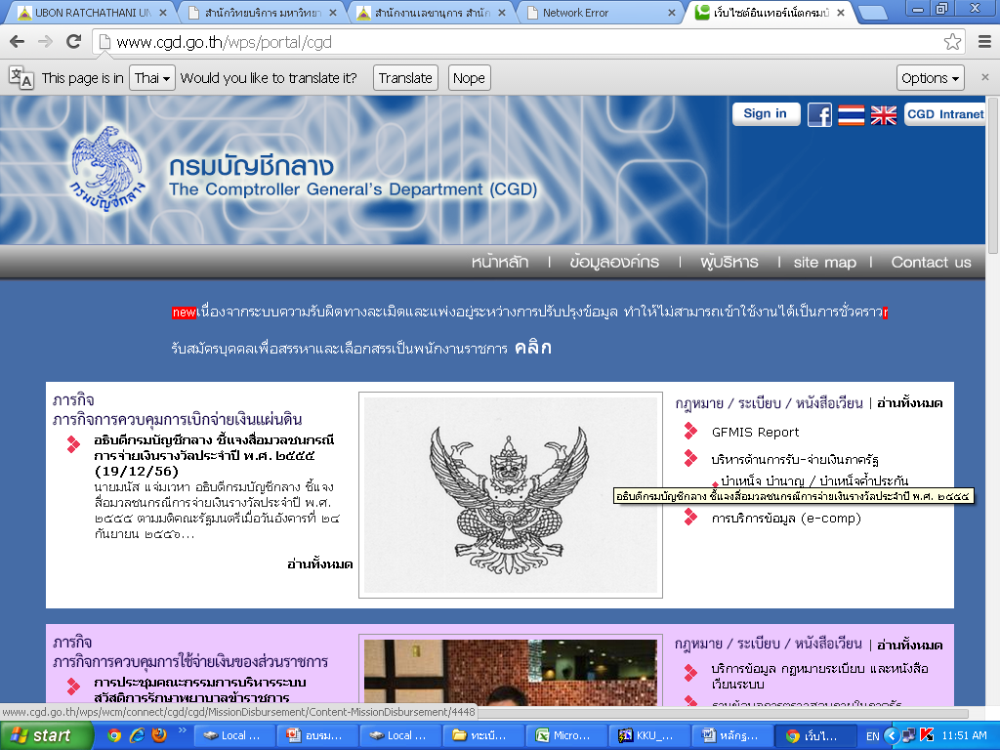 UBON RATCHATHANI UN
สำนักวิทยบริการ มหาวิทยา
สำนักงานเลขานุการ สำนัก
Network Error
เว็บไซต์อินเทอร์เน็ตกรมบั
www.cgd.go.th/wps/portal/cgd
This page is in Thai Would you like to translate it? Translate Nope Options
Sign in CGD Intranet
กรมบัญชีกลาง
The Comptroller General's Department (CGD)
กรมบัญชีกลาง
หน้าหลัก | ข้อมูลองค์กร | ผู้บริหาร | site map | Contact us
newเนื่องจากระบบความรับผิดทางละเมิดและแพ่งอยู่ระหว่างการปรับปรุงข้อมูล ทำให้ไม่สามารถเข้าใช้งานได้เป็นการชั่วคราว
รับสมัครบุคคลเพื่อสรรหาและเลือกสรรเป็นพนักงานราชการ คลิก
ภารกิจ
ภารกิจการควบคุมการเบิกจ่ายเงินแผ่นดิน
อธิบดีกรมบัญชีกลาง ชี้แจงสื่อมวลชนกรณี
การจ่ายเงินรางวัลประจำปี พ.ศ. ๒๕๕๕
(19/12/56)
นายมนัส แจ่มเวหา อธิบดีกรมบัญชีกลาง ชี้แจง
สื่อมวลชนกรณีการจ่ายเงินรางวัลประจำปี พ.ศ.
๒๕๕๕ ตามมติคณะรัฐมนตรีเมื่อวันอังคารที่ ๒๔
กันยายน ๒๕๕๖...
อ่านทั้งหมด
กฎหมาย / ระเบียบ / หนังสือเวียน | อ่านทั้งหมด
GFMIS Report
บริหารด้านการรับ-จ่ายเงินภาครัฐ
บำเหน็จ บำนาญ / บำเหน็จค้ำประกัน
อธิบดีกรมบัญชีกลาง ชี้แจงสื่อมวลชนกรณีการจ่ายเงินรางวัลประจำปี พ.ศ. ๒๕๕๕
การบริการข้อมูล (e-comp)
ภารกิจ
ภารกิจการควบคุมการใช้จ่ายเงินของส่วนราชการ
การประชุมคณะกรรมการบริหารระบบ
สวัสดิการรักษาพยาบาลข้าราชการ
กฎหมาย / ระเบียบ / หนังสือเวียน | อ่านทั้งหมด
บริการข้อมูล กฎหมายระเบียบ และหนังสือ
เวียนระบบ
www.cgd.go.th/wps/wcm/connect/cgd/cgd/MissionDisbursement/Content-MissionDisbursement/4448
start Local ... อบรม... Local ... ทะเบี... Micro... KKU_... หลักฐ... เว็บไ... EN 11:51 AM